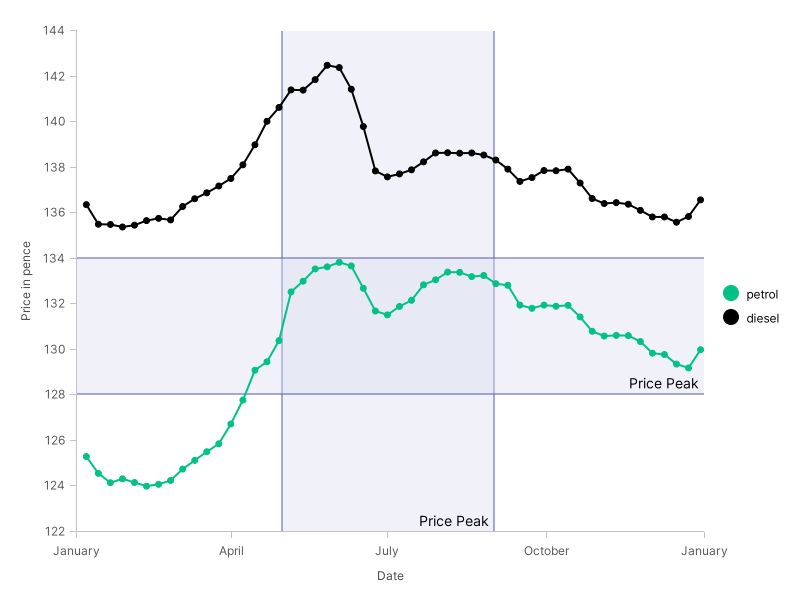 144
142
140
138
136
134
132
130
128
126
124
122
Price in pence
Price Peak
Price Peak
January
April
July
October
January
Date
petrol
diesel